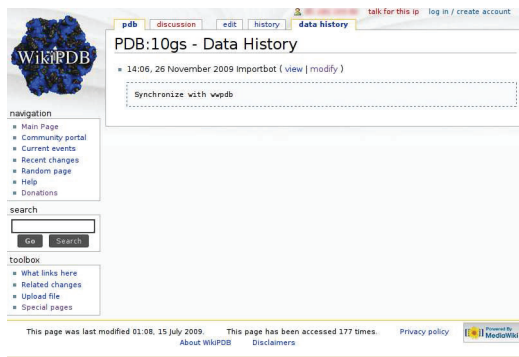 talk for this ip log in / create account
pdb discussion edit history data history
WikiPDB
PDB:10gs - Data History
14:06, 26 November 2009 Importbot ( view | modify )
Synchronize with wwpdb
navigation
Main Page
Community portal
Current events
Recent changes
Random page
Help
Donations
search
Go Search
toolbox
What links here
Related changes
Upload file
Special pages
This page was last modified 01:08, 15 July 2009. This page has been accessed 177 times. Privacy policy
About WikiPDB Disclaimers
Powered By
MediaWiki